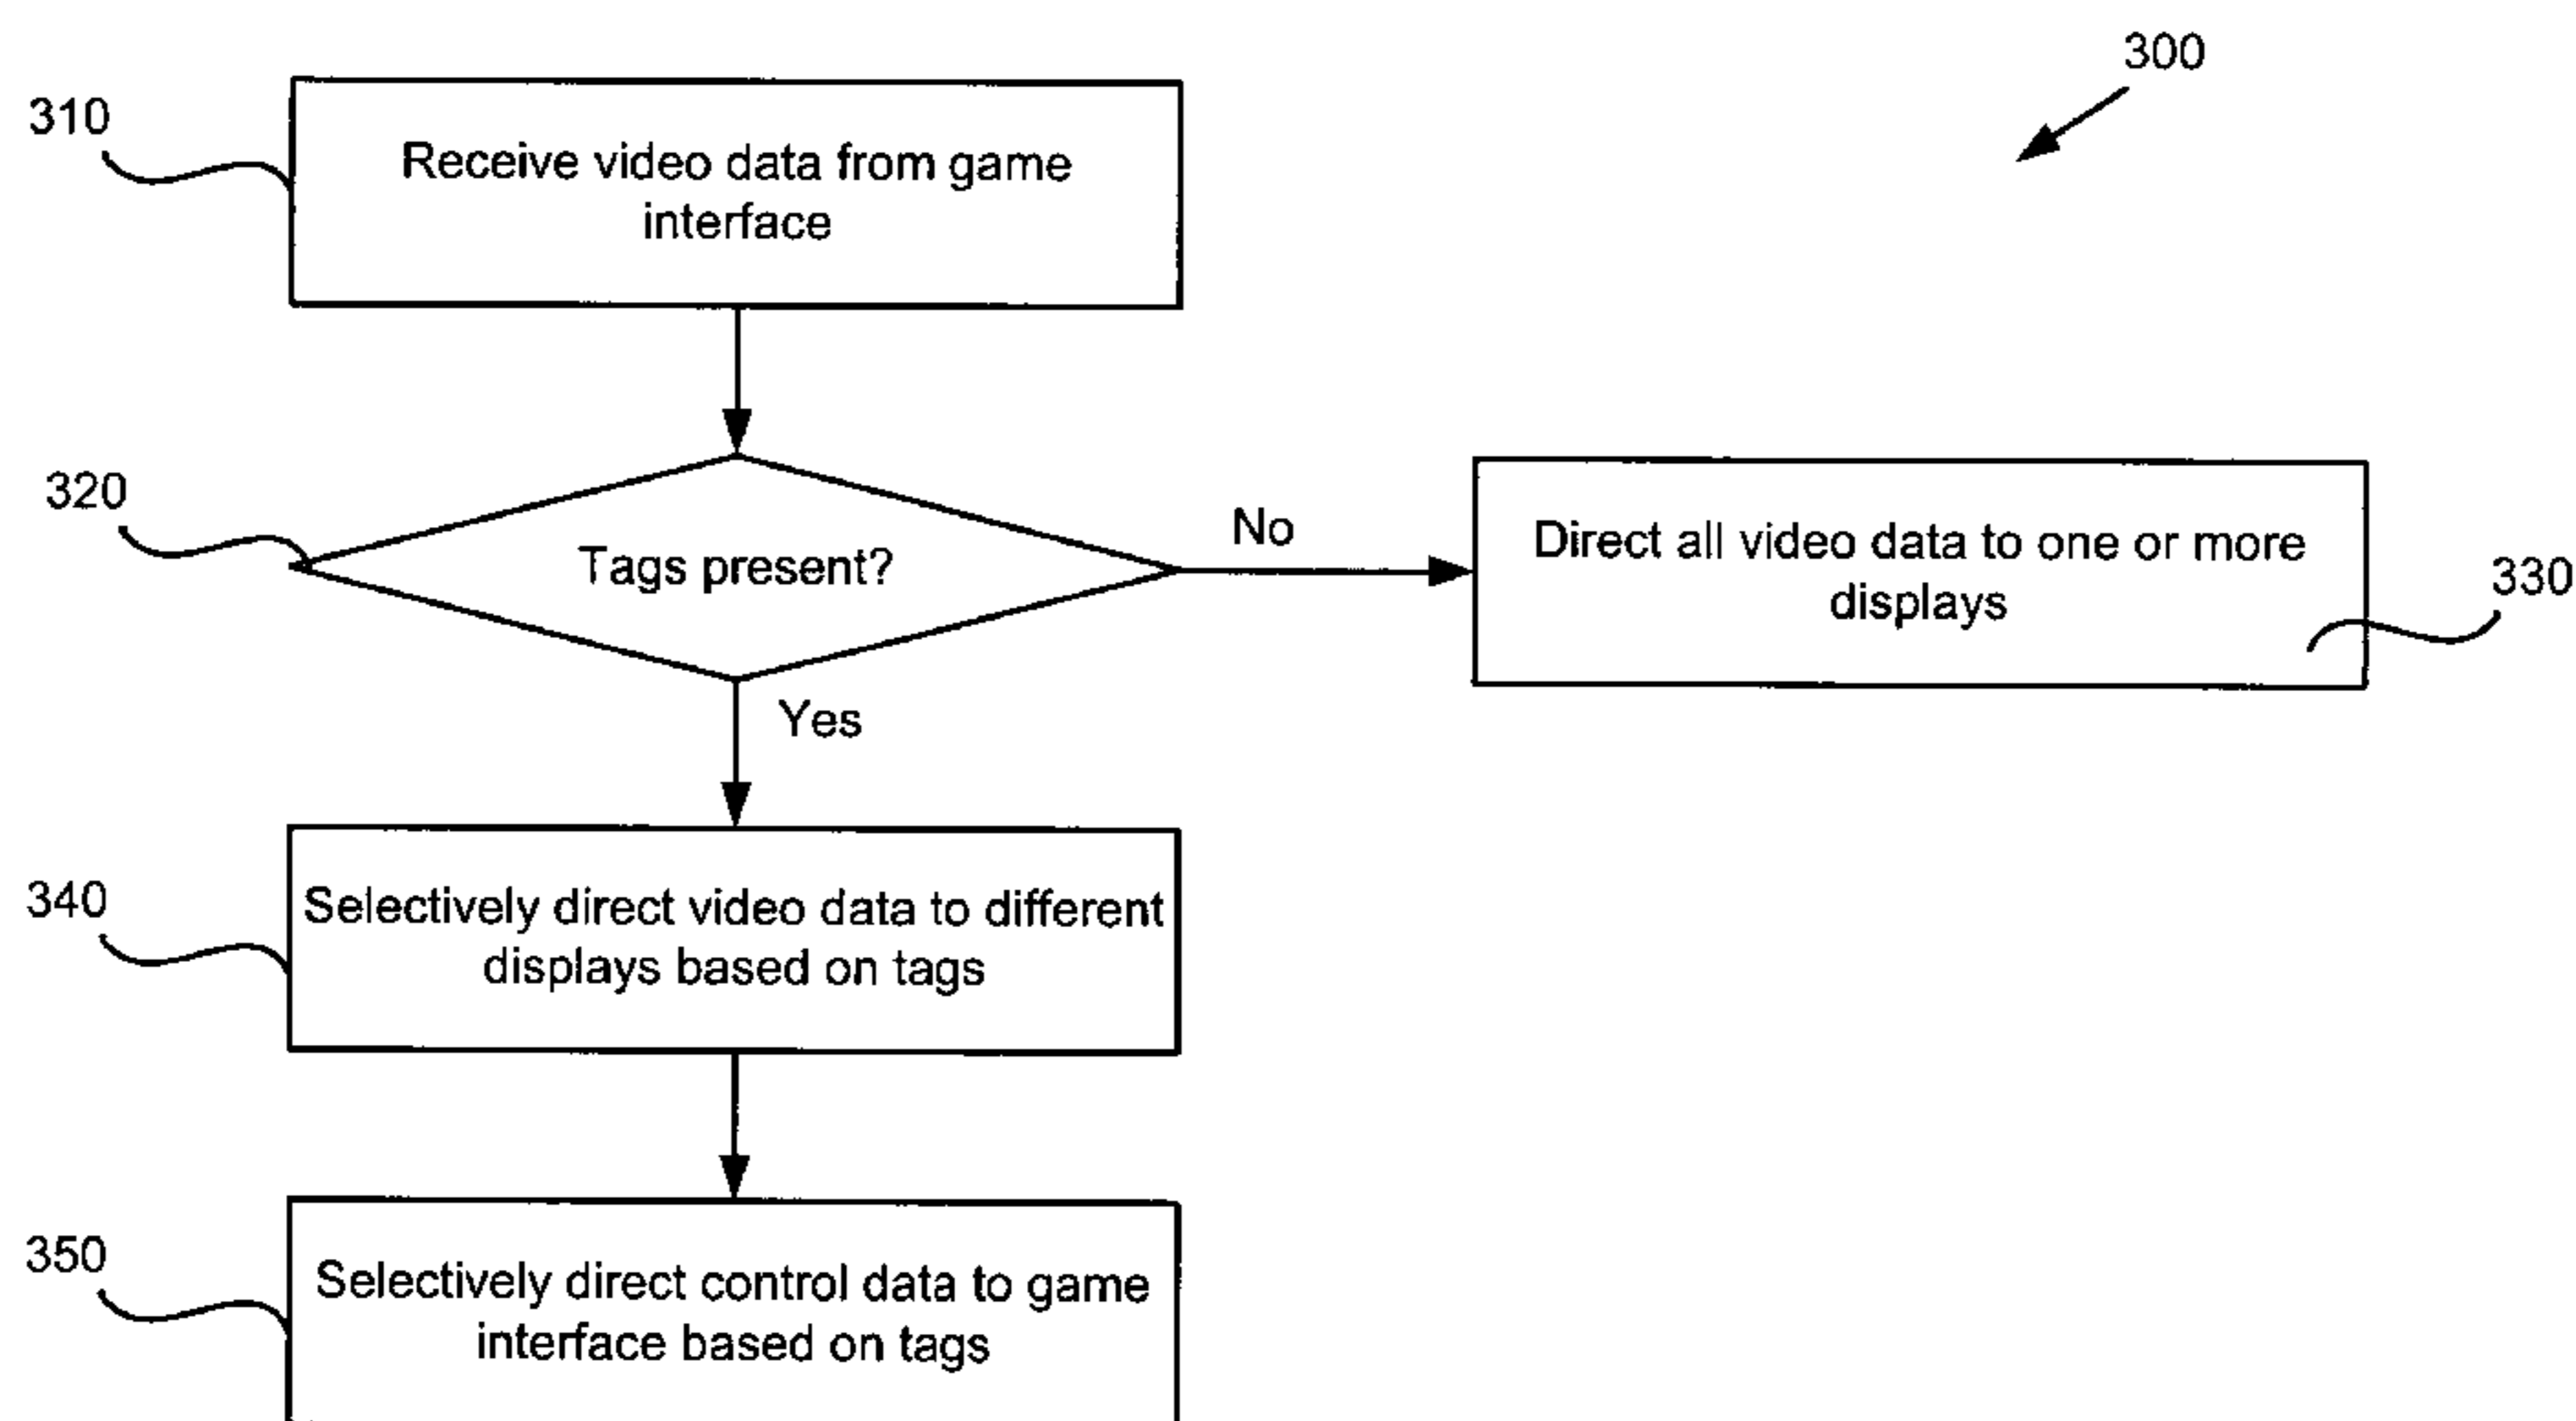 300
310
Receive video data from game
interface
320
Tags present?
No
Direct all video data to one or more
displays
330
Yes
340
Selectively direct video data to different
displays based on tags
350
Selectively direct control data to game
interface based on tags